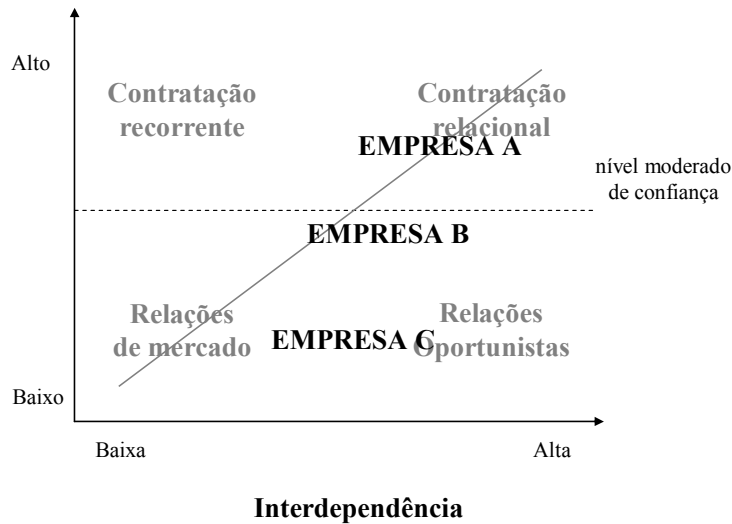 Alto
Contratação
recorrente
Contratação
relacional
EMPRESA A
nível moderado
de confiança
EMPRESA B
Relações
de mercado
EMPRESA C
Relações
Oportunistas
Baixo
Baixa
Alta
Interdependência